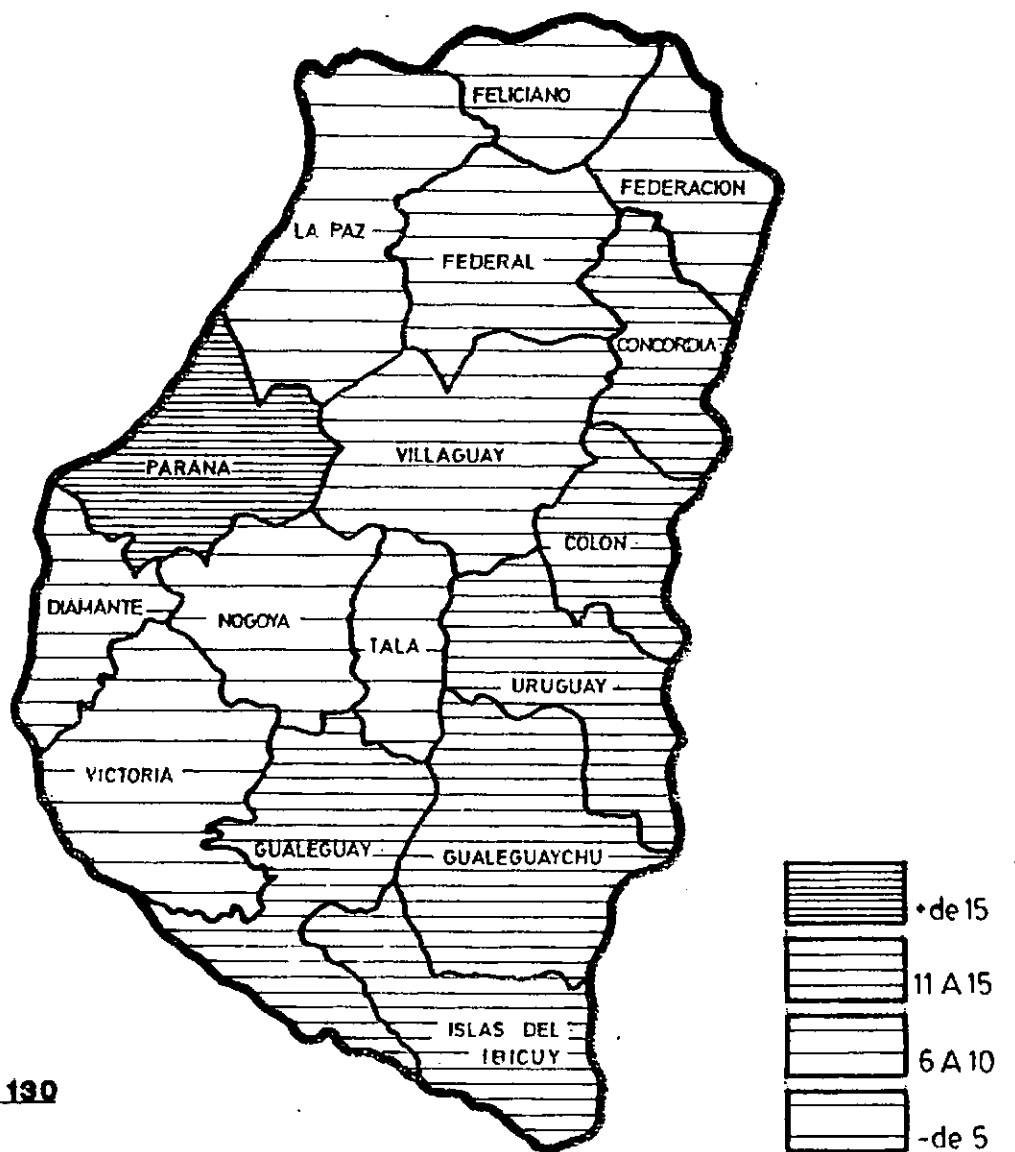 FELICIANO
FEDERACION
LA PAZ
FEDERAL
CONCORDIA
PARANA
VILLAGUAY
COLON
DIAMANTE
NOGOYA
TALA
URUGUAY
VICTORIA
GUALEGUAY
GUALEGUAYCHU
ISLAS DEL
IBICUY
130
+de 15
11 A 15
6 A 10
-de 5